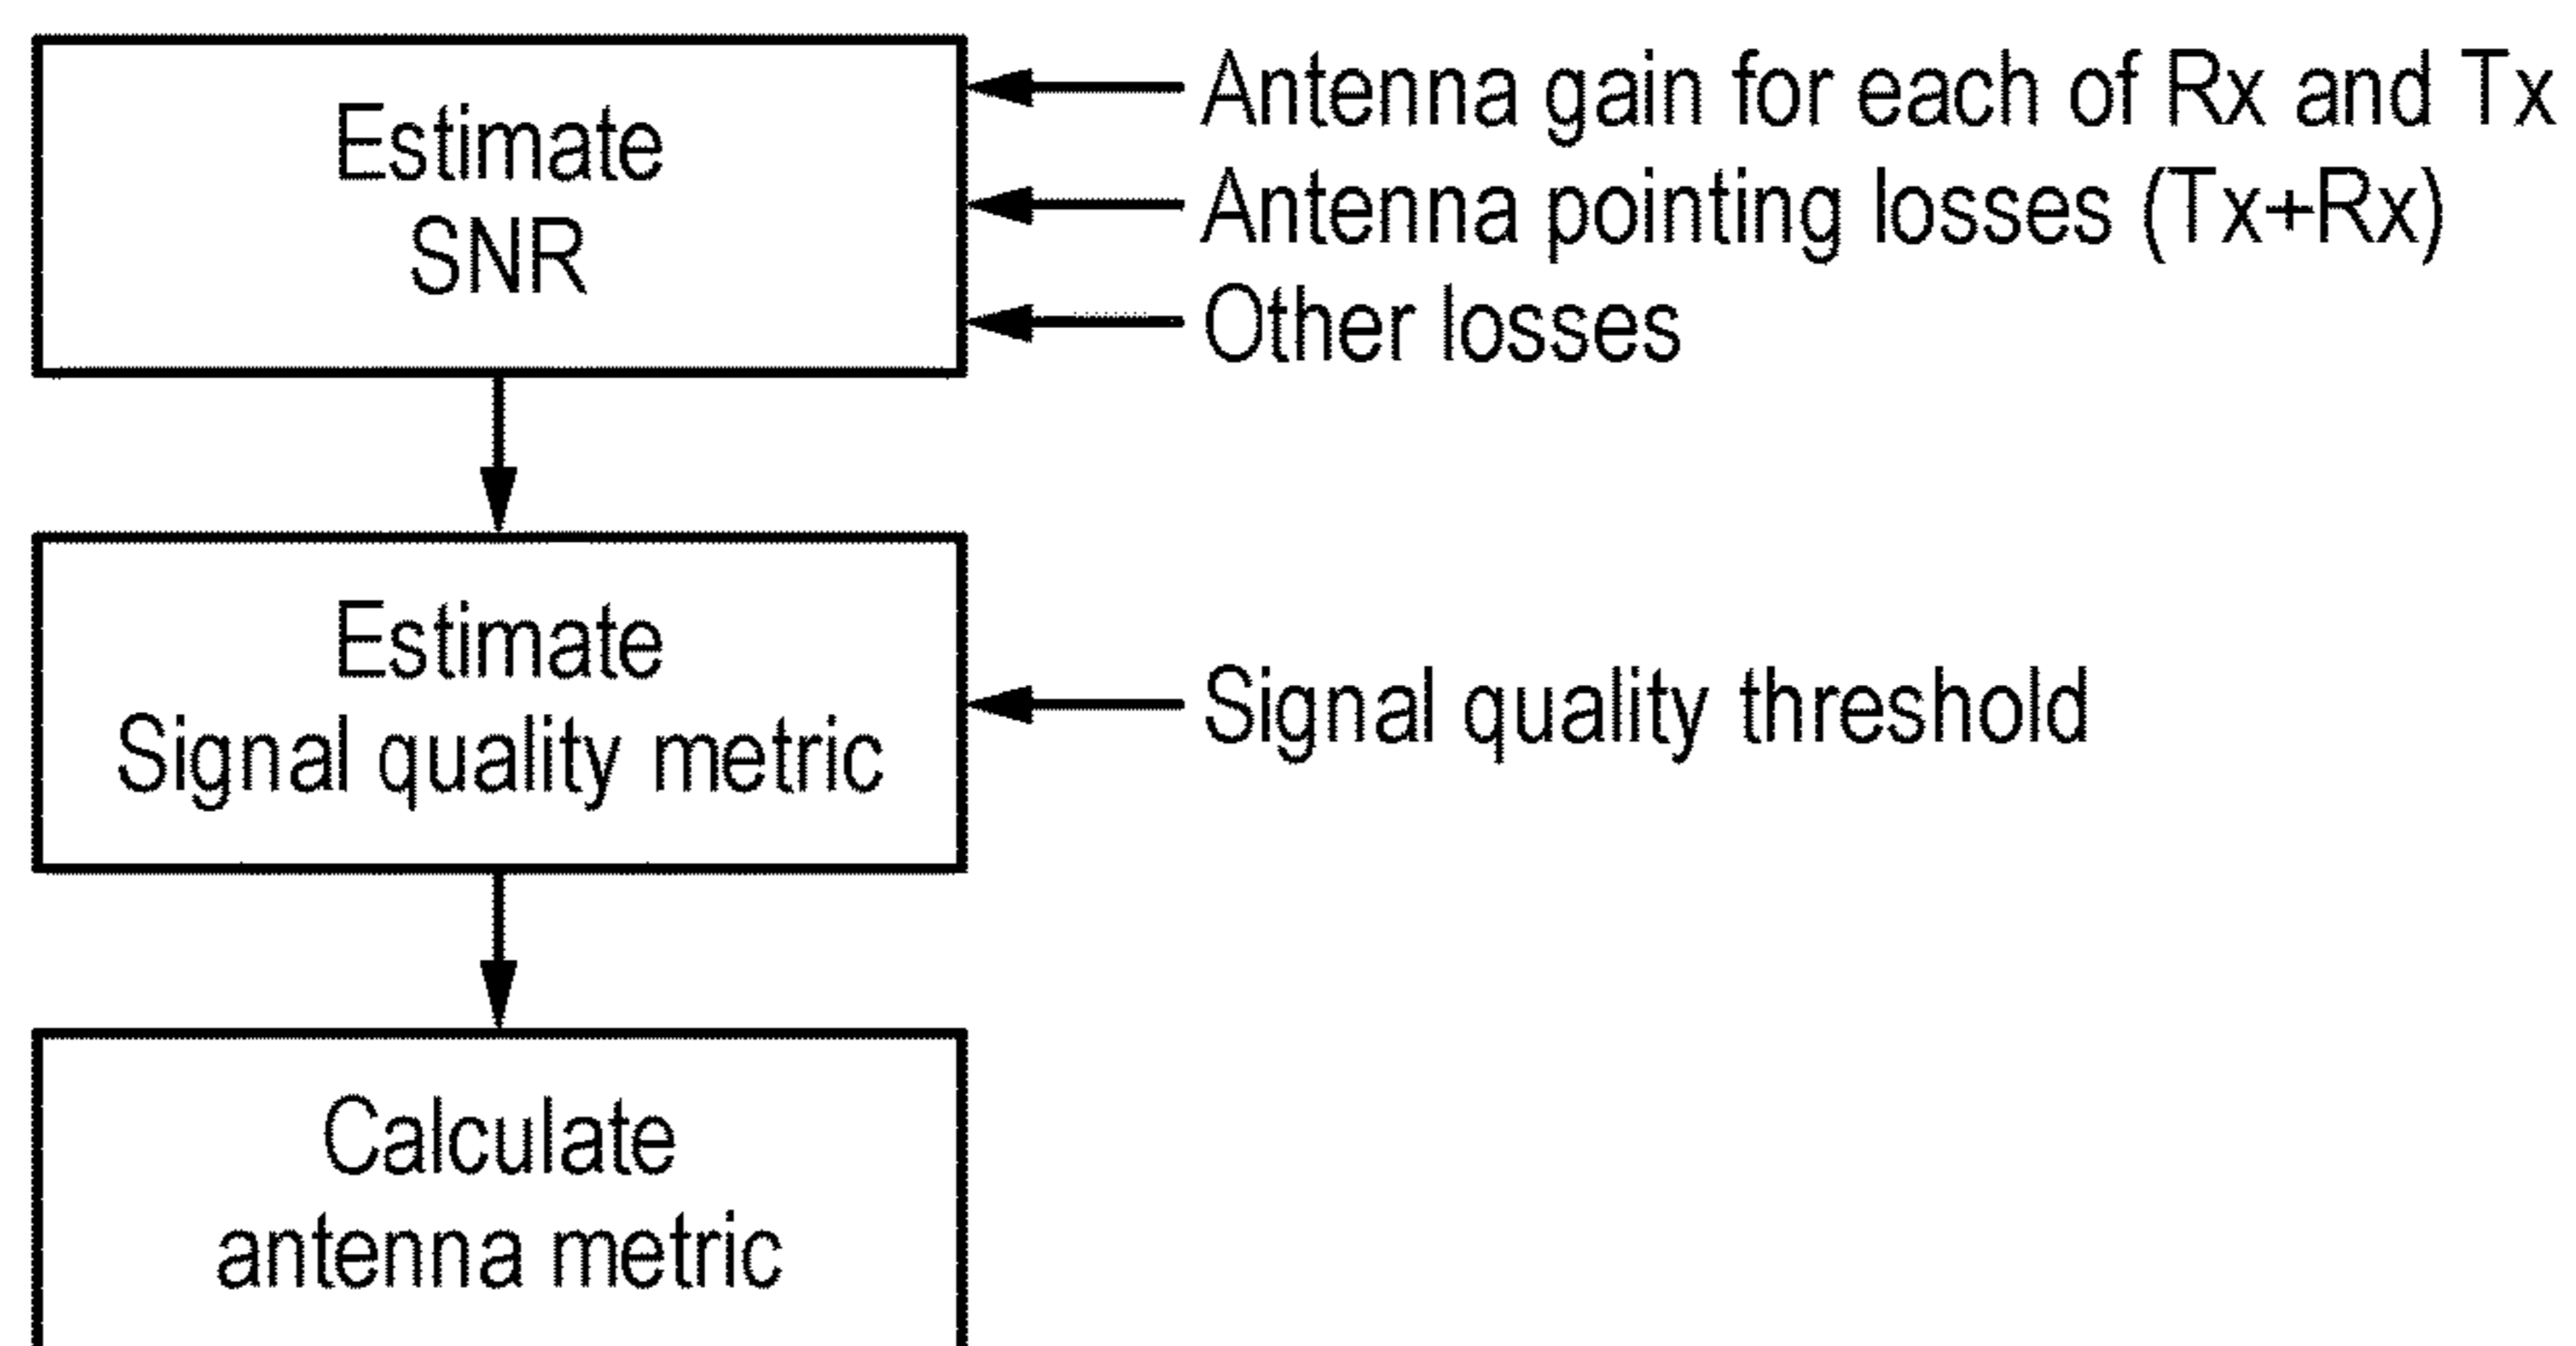 Estimate
SNR
Antenna gain for each of Rx and Tx
Antenna pointing losses (Tx+Rx)
Other losses
Estimate
Signal quality metric
Signal quality threshold
Calculate
antenna metric